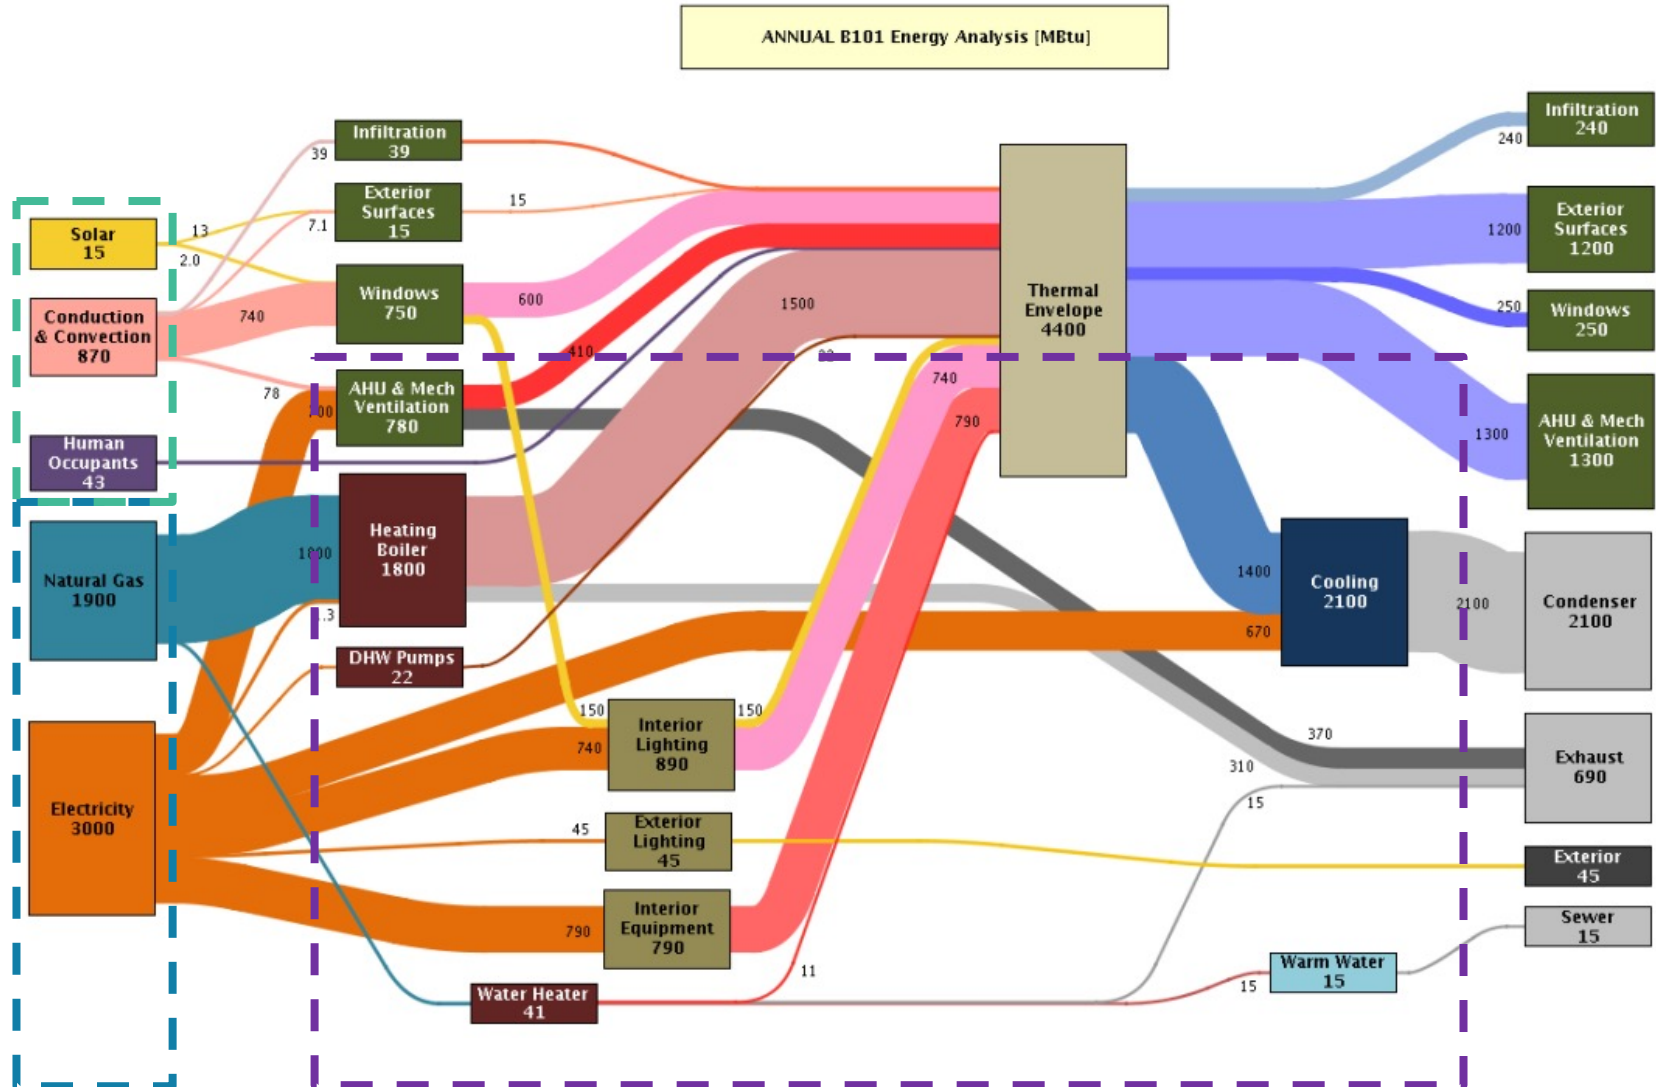 ANNUAL B101 Energy Analysis [MBtu]
Solar
15
Conduction
& Convection
870
Human
Occupants
43
Natural Gas
1900
Electricity
3000
13
2.0
39
7.1
740
78
700
1800
Infiltration
39
Exterior
Surfaces
15
Windows
750
AHU & Mech
Ventilation
780
Heating
Boiler
1800
DHW Pumps
22
15
600
410
1500
150
740
45
790
Interior
Lighting
890
Exterior
Lighting
45
Interior
Equipment
790
Water Heater
41
150
740
790
11
Thermal
Envelope
4400
1400
670
Cooling
2100
370
310
15
15
Warm Water
15
240
1200
250
1300
2100
Infiltration
240
Exterior
Surfaces
1200
Windows
250
AHU & Mech
Ventilation
1300
Condenser
2100
Exhaust
690
Exterior
45
Sewer
15